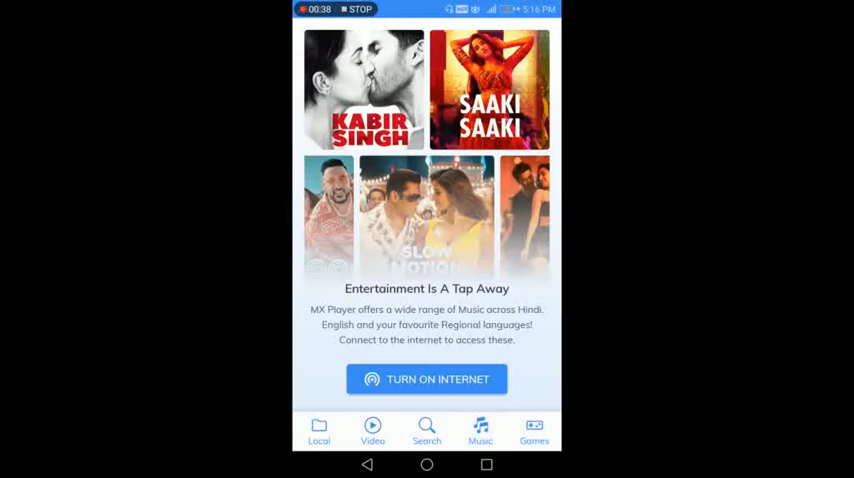 00:38 STOP 5:16 PM
KABIR
SINGH
SAAKI
SAAKI
SLOW
MOTION
Entertainment Is A Tap Away
MX Player offers a wide range of Music across Hindi,
English and your favourite Regional languages!
Connect to the internet to access these.
TURN ON INTERNET
Local Video Search Music Games